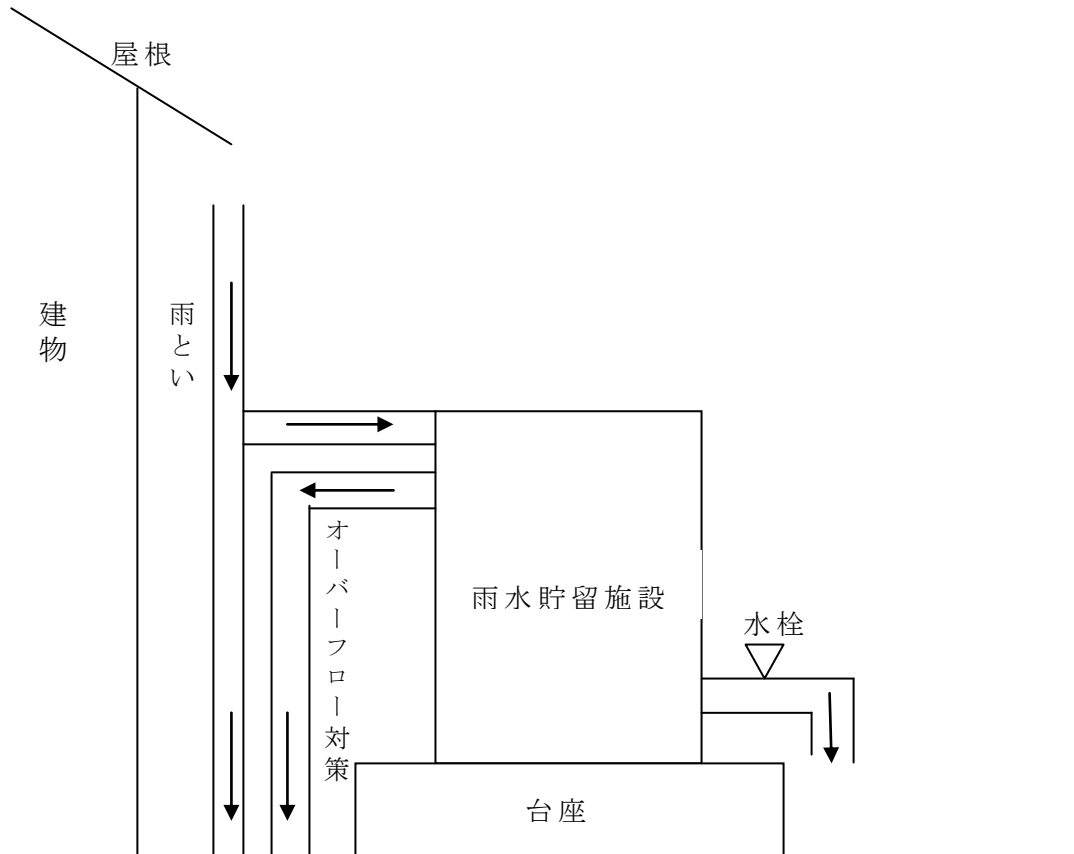 屋根
建物
雨とい
オーバーフロー対策
雨水貯留施設
水栓
台座